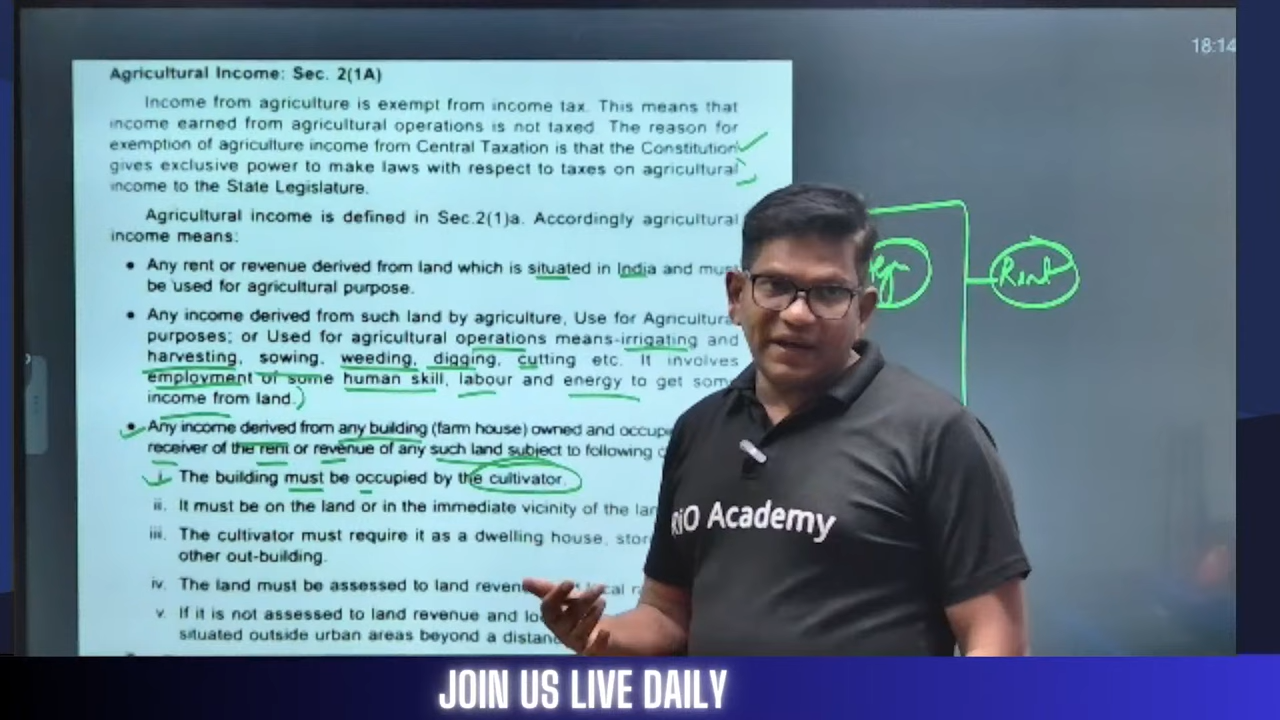 18:14
Agricultural Income: Sec. 2(1A)
Income from agriculture is exempt from income tax. This means that
income earned from agricultural operations is not taxed. The reason for
exemption of agriculture income from Central Taxation is that the Constitution
gives exclusive power to make laws with respect to taxes on agricultural
income to the State Legislature.
Agricultural income is defined in Sec.2(1)a. Accordingly agricultural
income means:
• Any rent or revenue derived from land which is situated in India and must
be used for agricultural purpose.
• Any income derived from such land by agriculture, Use for Agricultural
purposes; or Used for agricultural operations means-irrigating and
harvesting, sowing, weeding, digging, cutting etc. It involves
employment of some human skill, labour and energy to get some
income from land.)
• Any income derived from any building (farm house) owned and
receiver of the rent or revenue of any such land subject to following
i. The building must be occupied by the cultivator.
ii. It must be on the land or in the immediate vicinity of the
iii. The cultivator must require it as a dwelling house,
other out-building.
iv. The land must be assessed to land
v. If it is not assessed to land revenue and
situated outside urban areas beyond a
Rent
RiO Academy
JOIN US LIVE DAILY